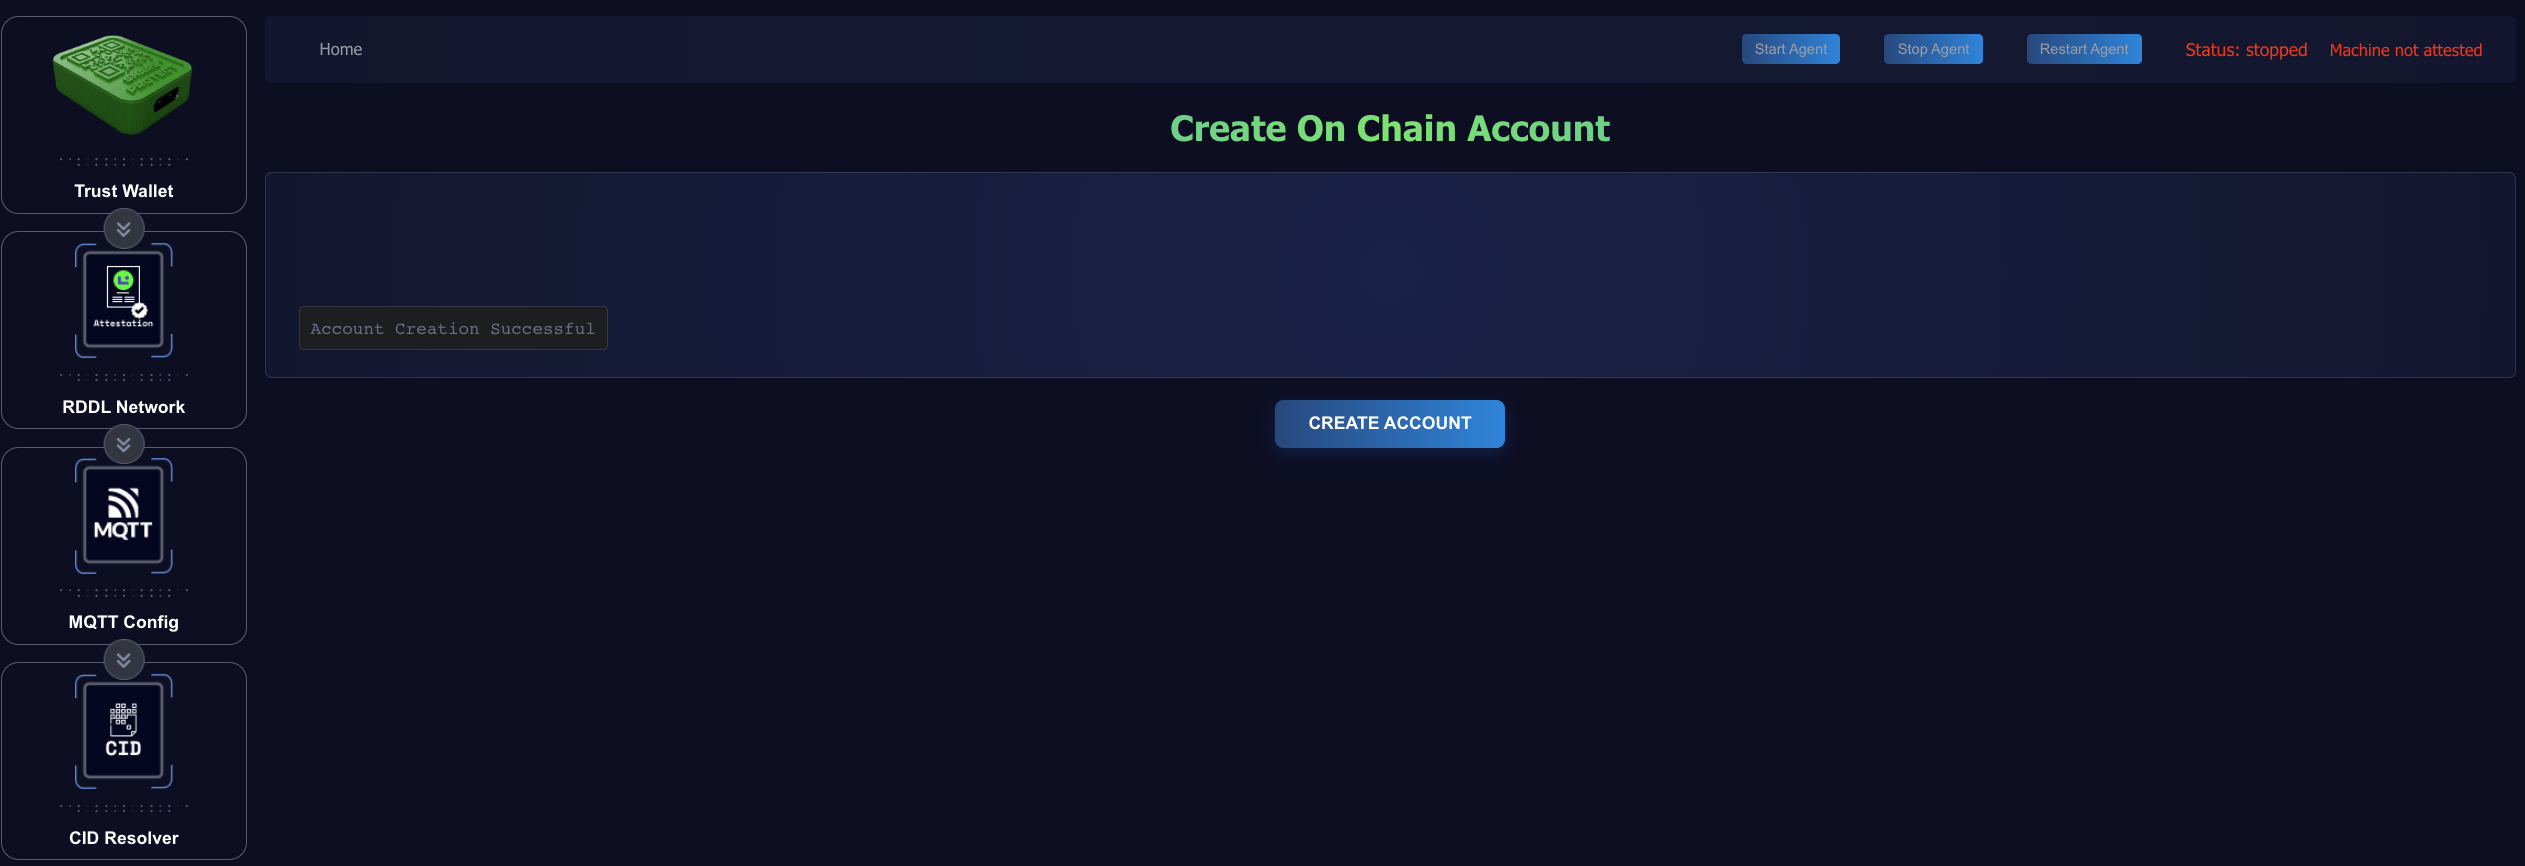 Trust Wallet
Attestation
RDDL Network
MQTT
MQTT Config
CID
CID Resolver
Home
Start Agent
Stop Agent
Restart Agent
Status: stopped
Machine not attested
Create On Chain Account
Account Creation Successful
CREATE ACCOUNT